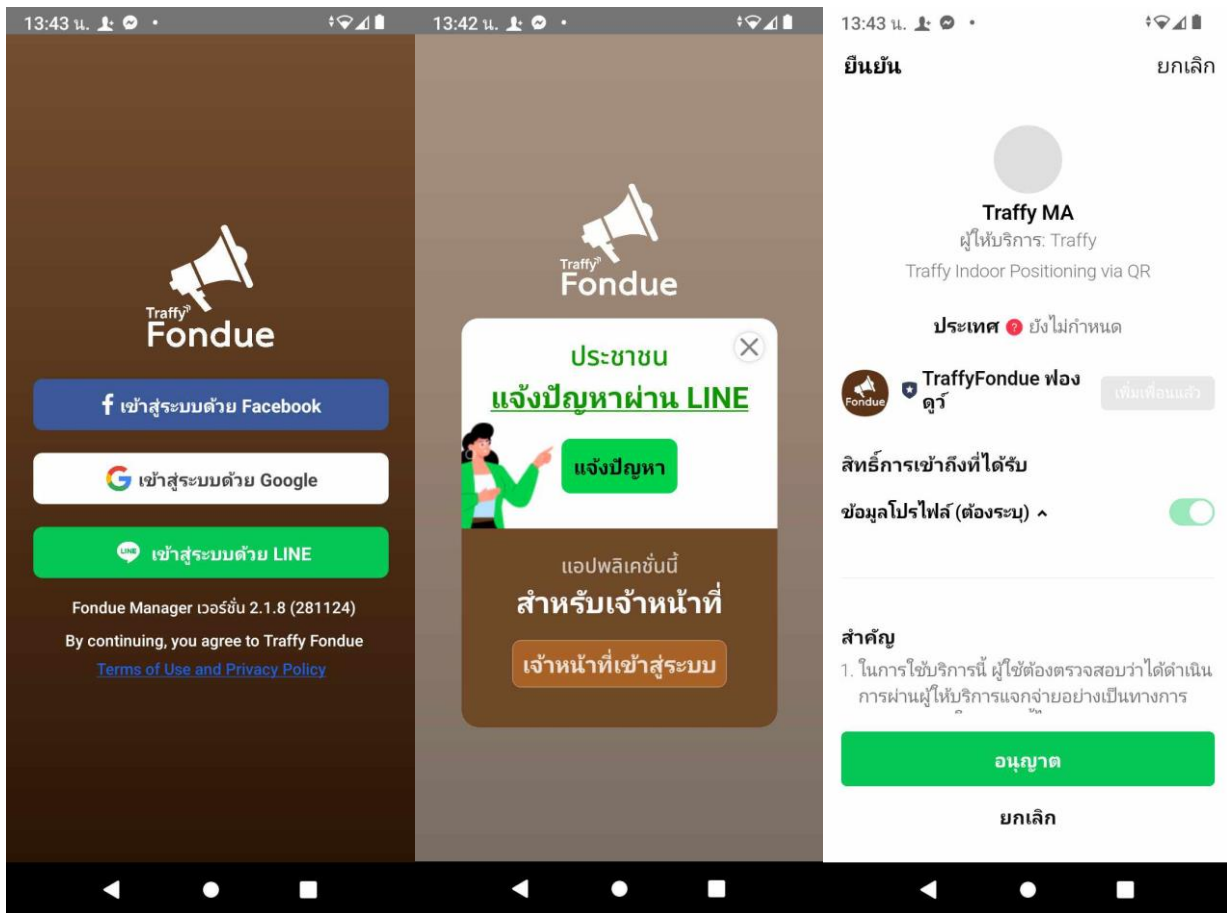 13:43 น.
Traffy
Fondue
f เข้าสู่ระบบด้วย Facebook
G เข้าสู่ระบบด้วย Google
LINE เข้าสู่ระบบด้วย LINE
Fondue Manager เวอร์ชั่น 2.1.8 (281124)
By continuing, you agree to Traffy Fondue
Terms of Use and Privacy Policy
13:42 น.
Traffy
Fondue
ประชาชน
แจ้งปัญหาผ่าน LINE
แจ้งปัญหา
แอปพลิเคชั่นนี้
สำหรับเจ้าหน้าที่
เจ้าหน้าที่เข้าสู่ระบบ
13:43 น.
ยืนยัน ยกเลิก
Traffy MA
ผู้ให้บริการ: Traffy
Traffy Indoor Positioning via QR
ประเทศ ? ยังไม่กำหนด
Fondue
TraffyFondue ฟอง
ดูว์
เพิ่มเพื่อนแล้ว
สิทธิ์การเข้าถึงที่ได้รับ
ข้อมูลโปรไฟล์ (ต้องระบุ)
สำคัญ
1. ในการใช้บริการนี้ ผู้ใช้ต้องตรวจสอบว่าได้ดำเนิน
การผ่านผู้ให้บริการแจกจ่ายอย่างเป็นทางการ
อนุญาต
ยกเลิก